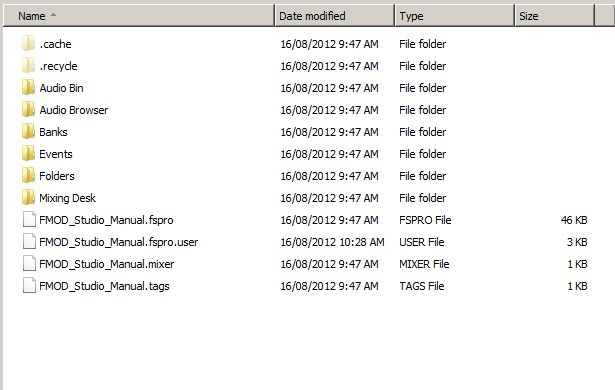 Name Date modified Type Size
.cache 16/08/2012 9:47 AM File folder
.recycle 16/08/2012 9:47 AM File folder
Audio Bin 16/08/2012 9:47 AM File folder
Audio Browser 16/08/2012 9:47 AM File folder
Banks 16/08/2012 9:47 AM File folder
Events 16/08/2012 9:47 AM File folder
Folders 16/08/2012 9:47 AM File folder
Mixing Desk 16/08/2012 9:47 AM File folder
FMOD_Studio_Manual.fspro 16/08/2012 9:47 AM FSPRO File 46 KB
FMOD_Studio_Manual.fspro.user 16/08/2012 10:28 AM USER File 3 KB
FMOD_Studio_Manual.mixer 16/08/2012 9:47 AM MIXER File 1 KB
FMOD_Studio_Manual.tags 16/08/2012 9:47 AM TAGS File 1 KB